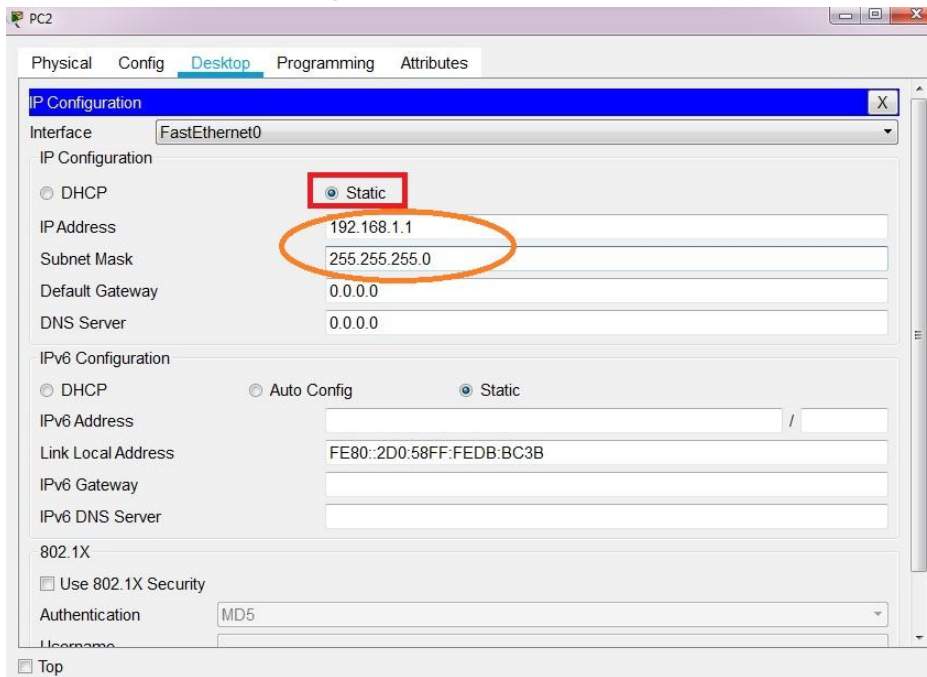 PC2
Physical Config Desktop Programming Attributes
IP Configuration X
Interface FastEthernet0
IP Configuration
DHCP Static
IP Address 192.168.1.1
Subnet Mask 255.255.255.0
Default Gateway 0.0.0.0
DNS Server 0.0.0.0
IPv6 Configuration
DHCP Auto Config Static
IPv6 Address /
Link Local Address FE80::2D0:58FF:FEDB:BC3B
IPv6 Gateway
IPv6 DNS Server
802.1X
Use 802.1X Security
Authentication MD5
Username
Top